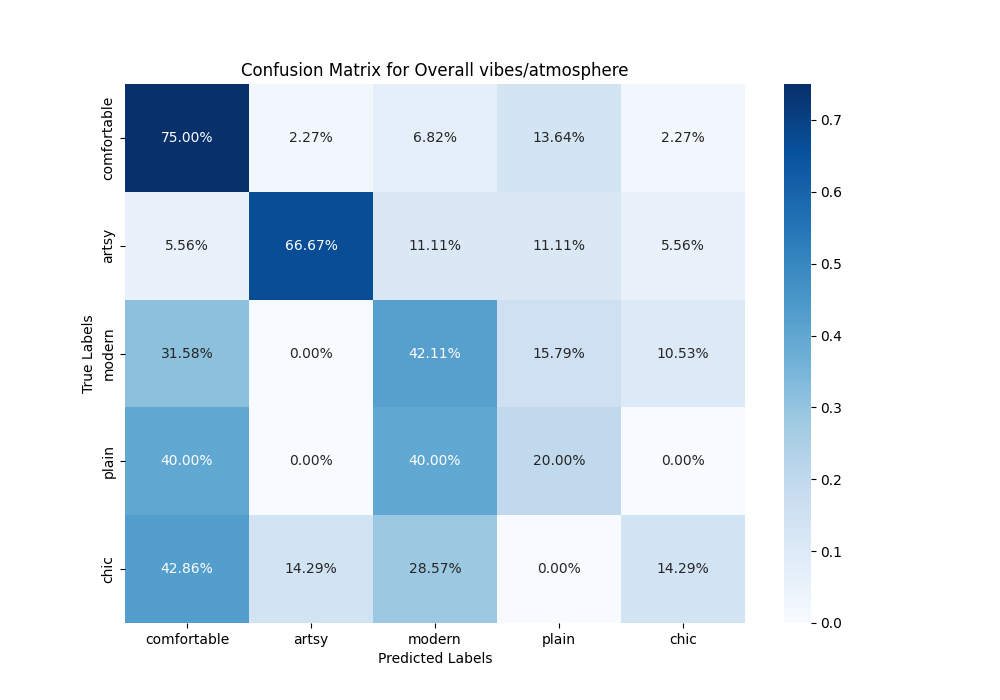 Confusion Matrix for Overall vibes/atmosphere
True Labels
comfortable 75.00% 2.27% 6.82% 13.64% 2.27%
artsy 5.56% 66.67% 11.11% 11.11% 5.56%
modern 31.58% 0.00% 42.11% 15.79% 10.53%
plain 40.00% 0.00% 40.00% 20.00% 0.00%
chic 42.86% 14.29% 28.57% 0.00% 14.29%
comfortable artsy modern plain chic
Predicted Labels
0.7
0.6
0.5
0.4
0.3
0.2
0.1
0.0